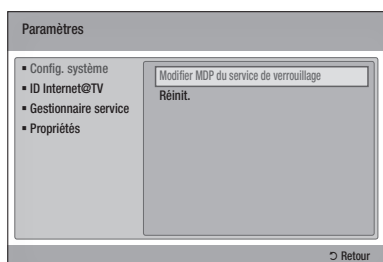 Paramètres
▪ Config. système
▪ ID Internet@TV
▪ Gestionnaire service
▪ Propriétés
Modifier MDP du service de verrouillage
Réinit.
⮌ Retour